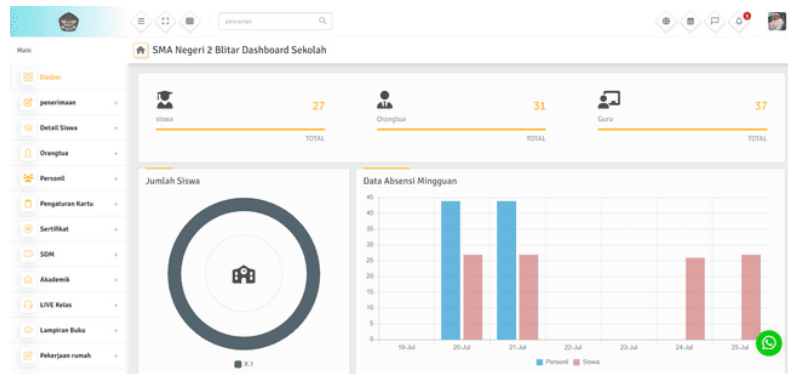 pencarian
1
Main
SMA Negeri 2 Blitar Dashboard Sekolah
Dasbor
penerimaan
Detail Siswa
Orangtua
Personil
Pengaturan Kartu
Sertifikat
SDM
Akademik
LIVE Kelas
Lampiran Buku
Pekerjaan rumah
27
siswa
TOTAL
31
Orangtua
TOTAL
37
Guru
TOTAL
Jumlah Siswa
X.1
Data Absensi Mingguan
45
40
35
30
25
20
15
10
5
0
19-Jul 20-Jul 21-Jul 22-Jul 23-Jul 24-Jul 25-Jul
Personil Siswa